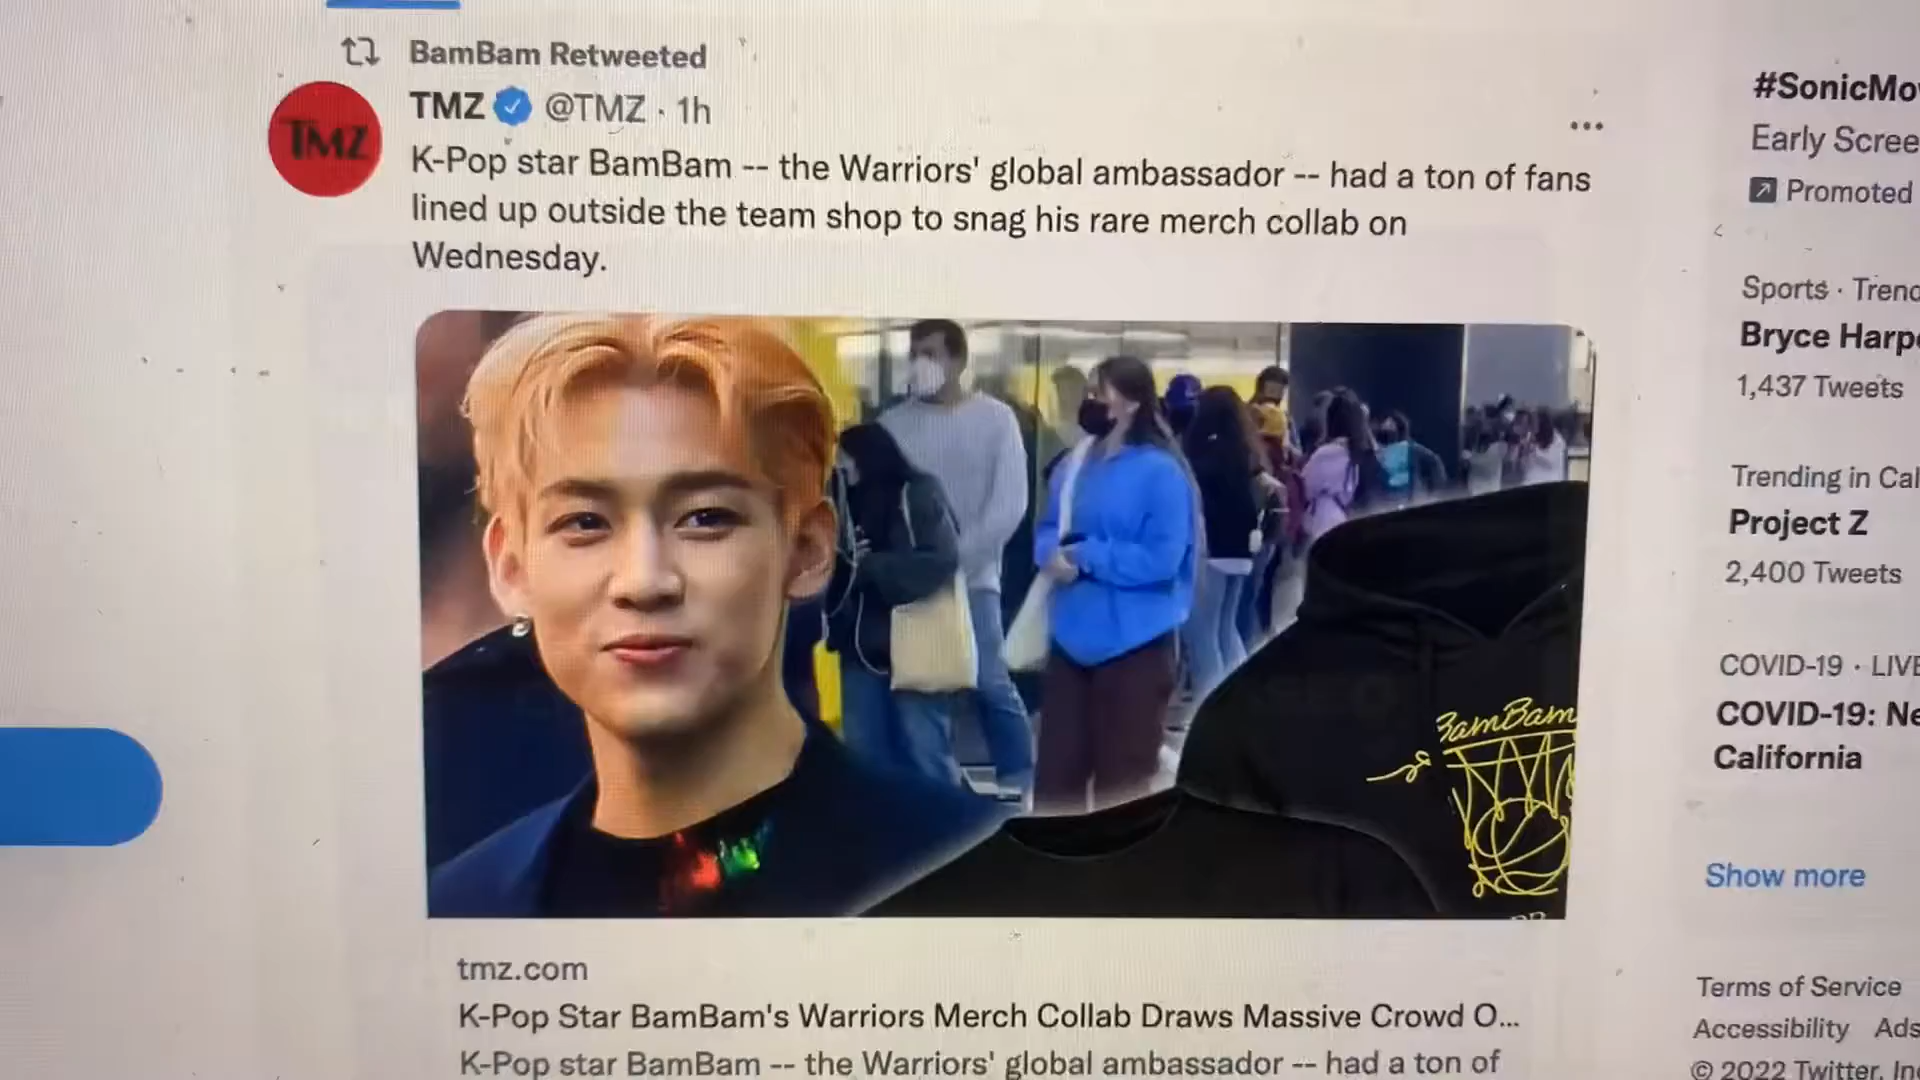 BamBam Retweeted
TMZ @TMZ · 1h
TMZ
K-Pop star BamBam -- the Warriors' global ambassador -- had a ton of fans
lined up outside the team shop to snag his rare merch collab on
Wednesday.
BamBam
tmz.com
K-Pop Star BamBam's Warriors Merch Collab Draws Massive Crowd O...
K-Pop star BamBam -- the Warriors' global ambassador -- had a ton of
#SonicMo
Early Scree
Promoted
Sports · Trend
Bryce Harp
1,437 Tweets
Trending in Cal
Project Z
2,400 Tweets
COVID-19 · LIVE
COVID-19: Ne
California
Show more
Terms of Service
Accessibility Ads
© 2022 Twitter, In